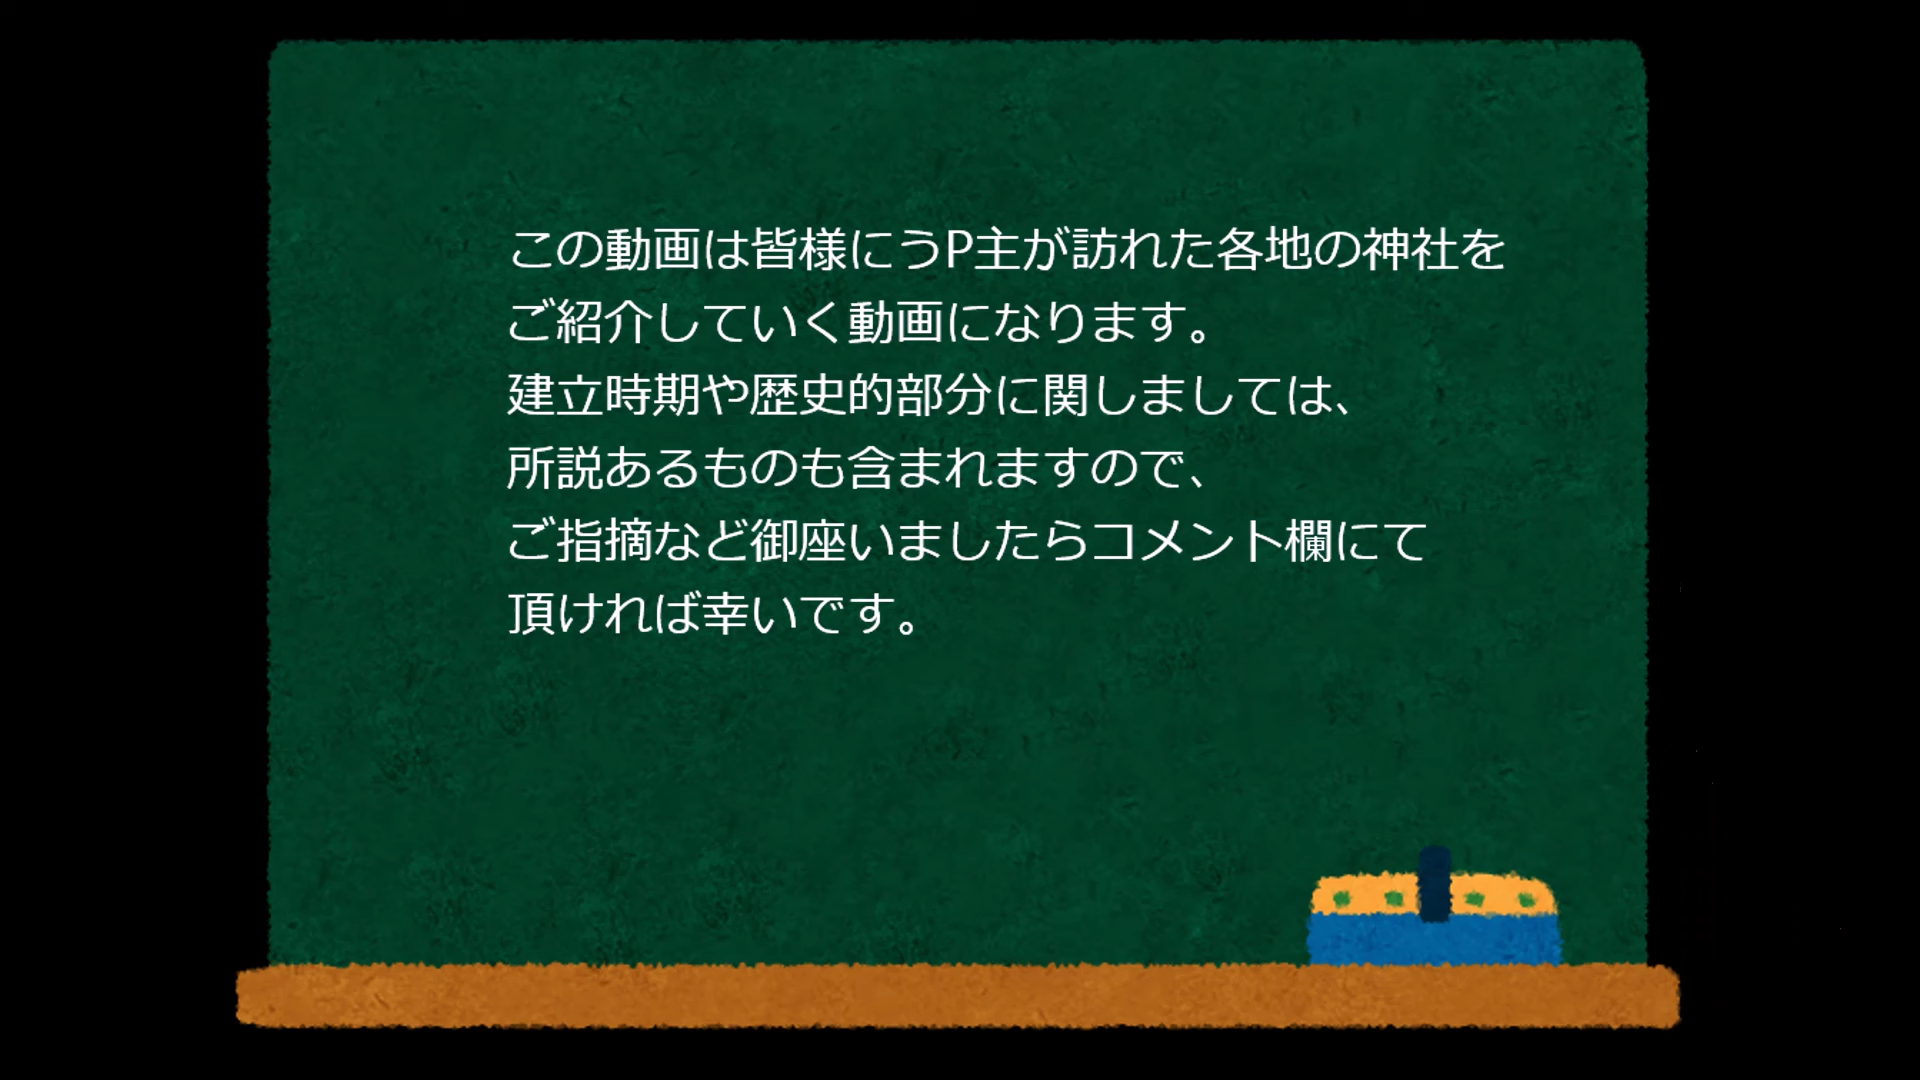 この動画は皆様にうP主が訪れた各地の神社を
ご紹介していく動画になります。
建立時期や歴史的部分に関しましては、
所説あるものも含まれますので、
ご指摘など御座いましたらコメント欄にて
頂ければ幸いです。